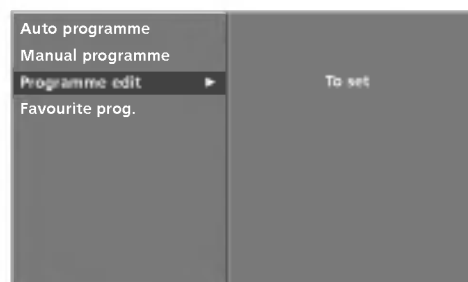 Auto programme
Manual programme
Programme edit ► To set
Favourite prog.